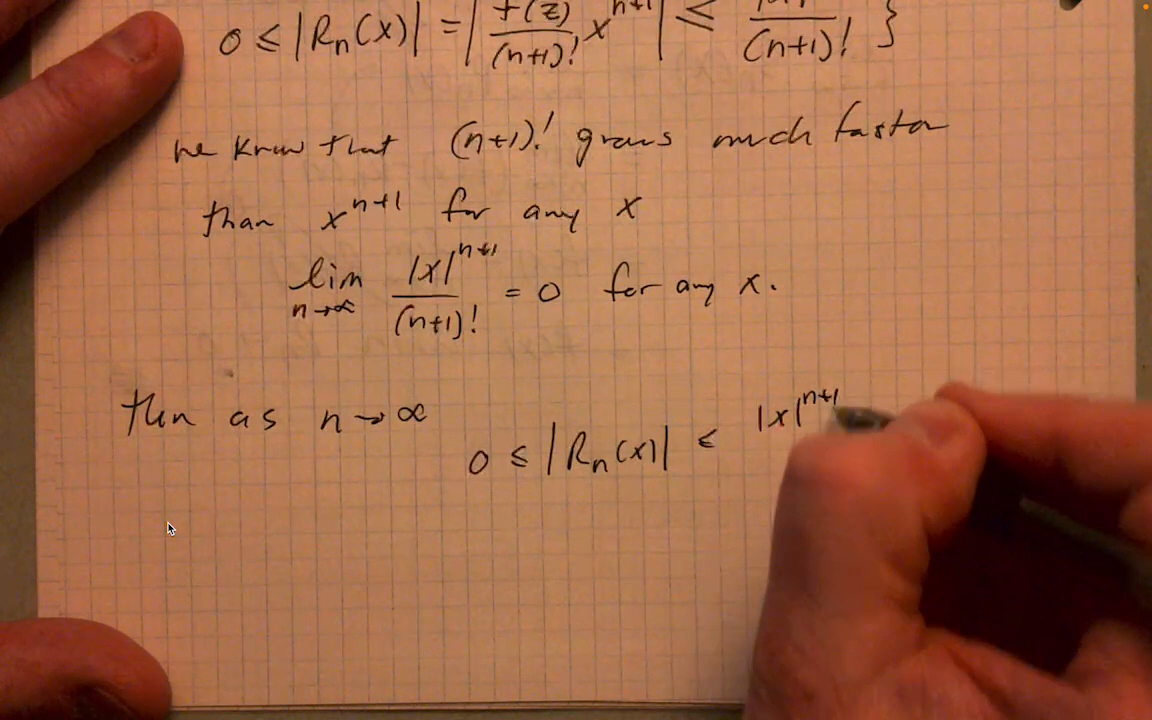 0 ≤ |Rn(x)| = | f(z) / (n+1)! x^(n+1) | ≤ / (n+1)! }
we know that (n+1)! grows much faster
than x^(n+1) for any x
lim n→∞ |x|^(n+1) / (n+1)! = 0 for any x.
then as n→∞
0 ≤ |Rn(x)| ≤ |x|^(n+1)